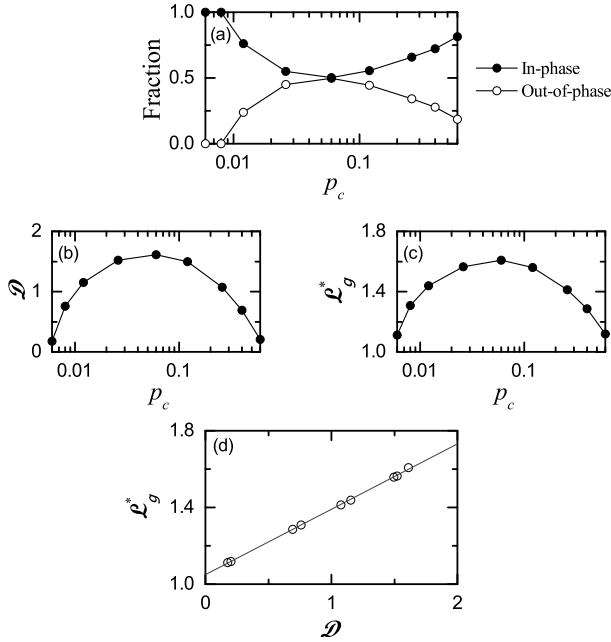 1.0
(a)
Fraction
0.5
0.0
0.01
0.1
p_c
In-phase
Out-of-phase
2
(b)
𝒟
1
0
0.01
0.1
p_c
1.8
(c)
ℒ_g^*
1.4
1.0
0.01
0.1
p_c
1.8
(d)
ℒ_g^*
1.4
1.0
0
1
2
𝒟